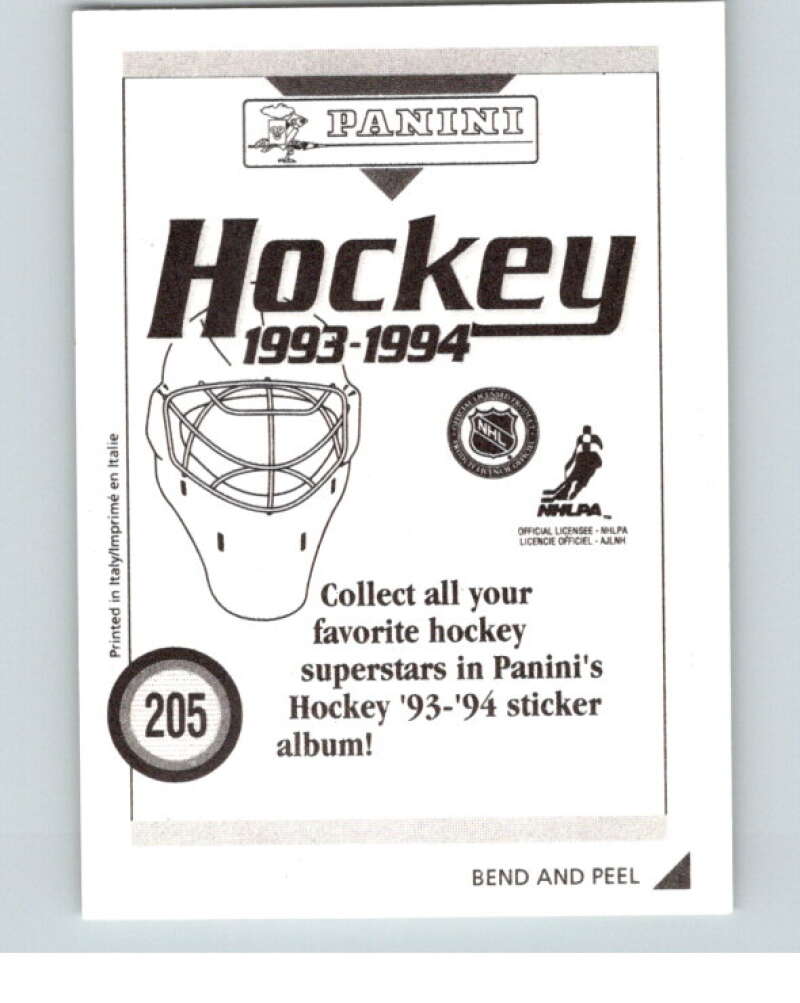 PANINI
Hockey
1993-1994
NHL
NHLPA
OFFICIAL LICENSEE - NHLPA
LICENCIE OFFICIEL - AJLNH
Printed in Italy/Imprimé en Italie
Collect all your
favorite hockey
superstars in Panini's
Hockey '93-'94 sticker
album!
205
BEND AND PEEL